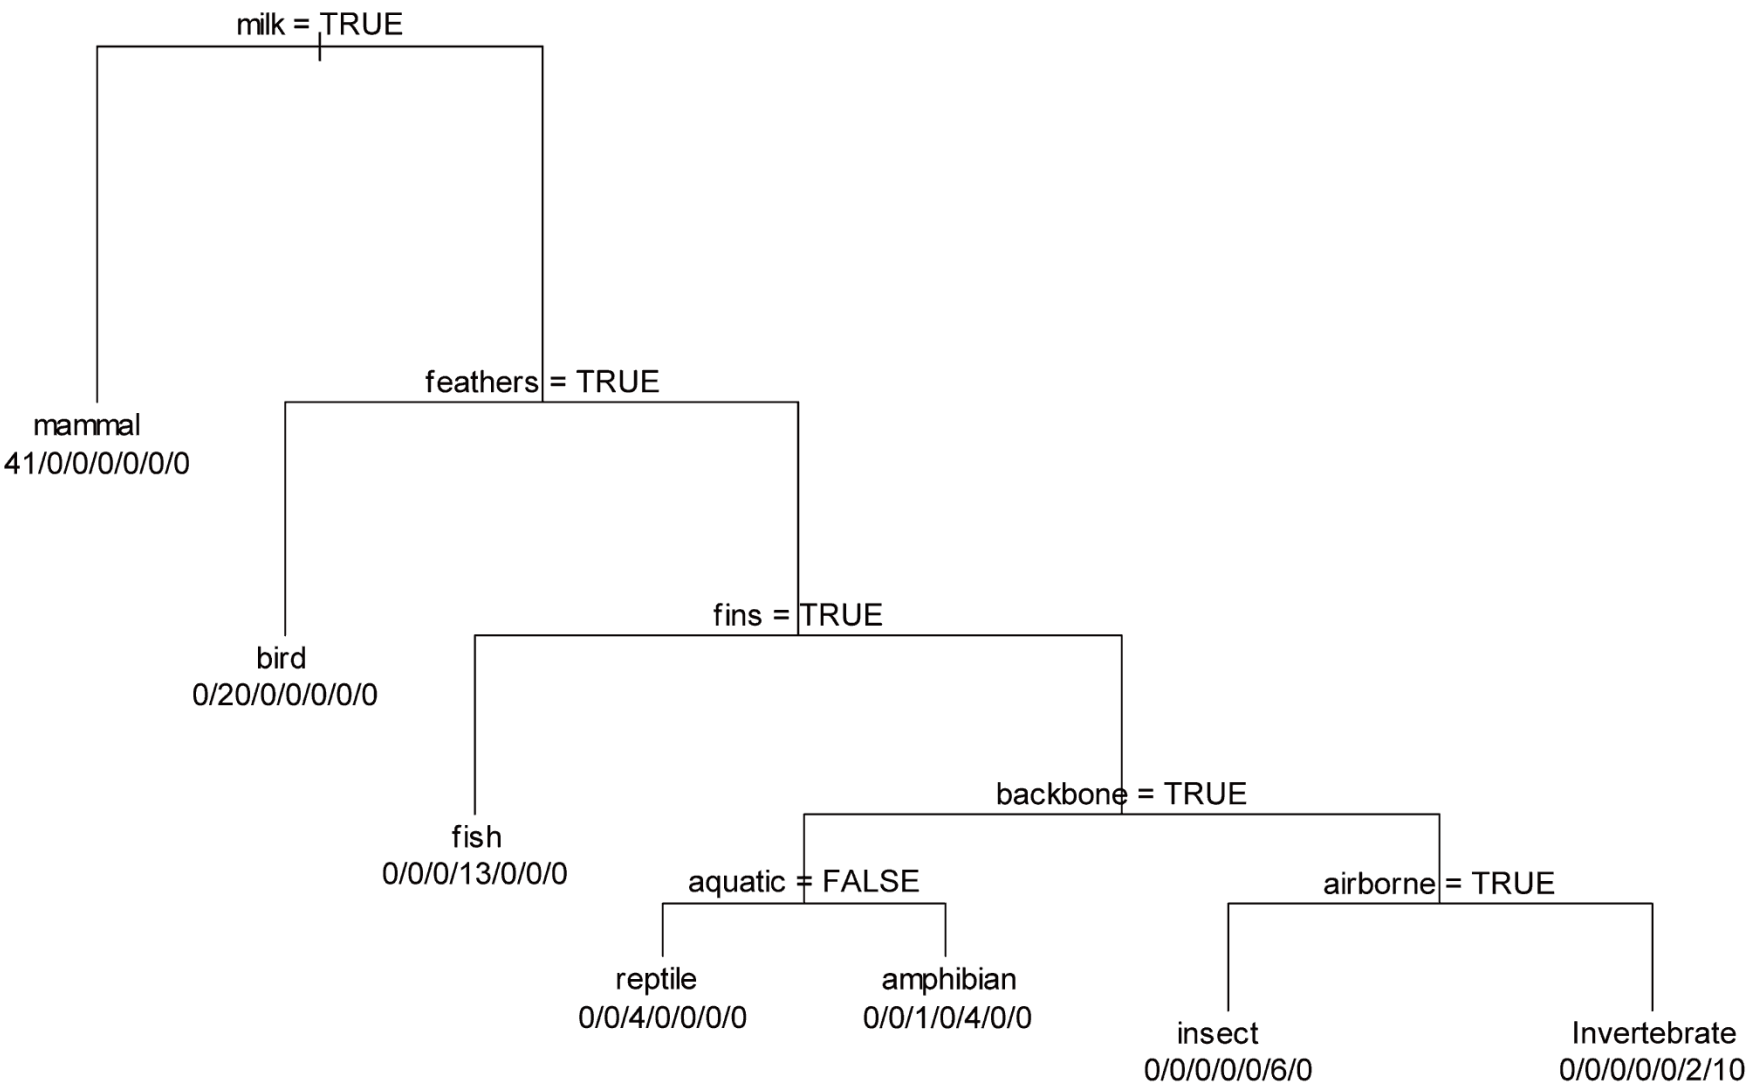 milk = TRUE
feathers = TRUE
mammal
41/0/0/0/0/0/0
fins = TRUE
bird
0/20/0/0/0/0/0
backbone = TRUE
fish
0/0/0/13/0/0/0
aquatic = FALSE
airborne = TRUE
reptile
0/0/4/0/0/0/0
amphibian
0/0/1/0/4/0/0
insect
0/0/0/0/0/6/0
Invertebrate
0/0/0/0/0/2/10